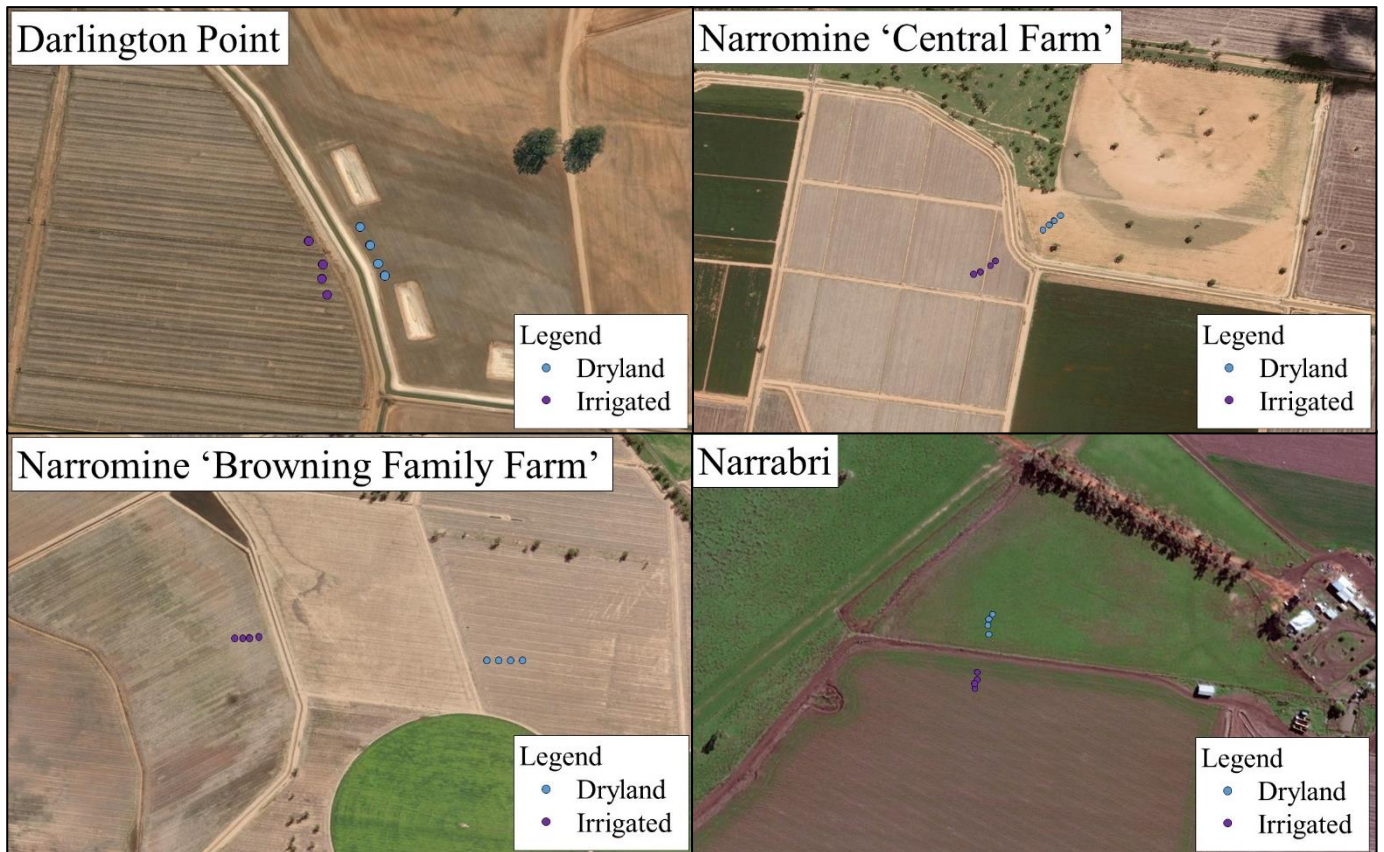 Darlington Point
Legend
Dryland
Irrigated
Narromine ‘Central Farm’
Legend
Dryland
Irrigated
Narromine ‘Browning Family Farm’
Legend
Dryland
Irrigated
Narrabri
Legend
Dryland
Irrigated